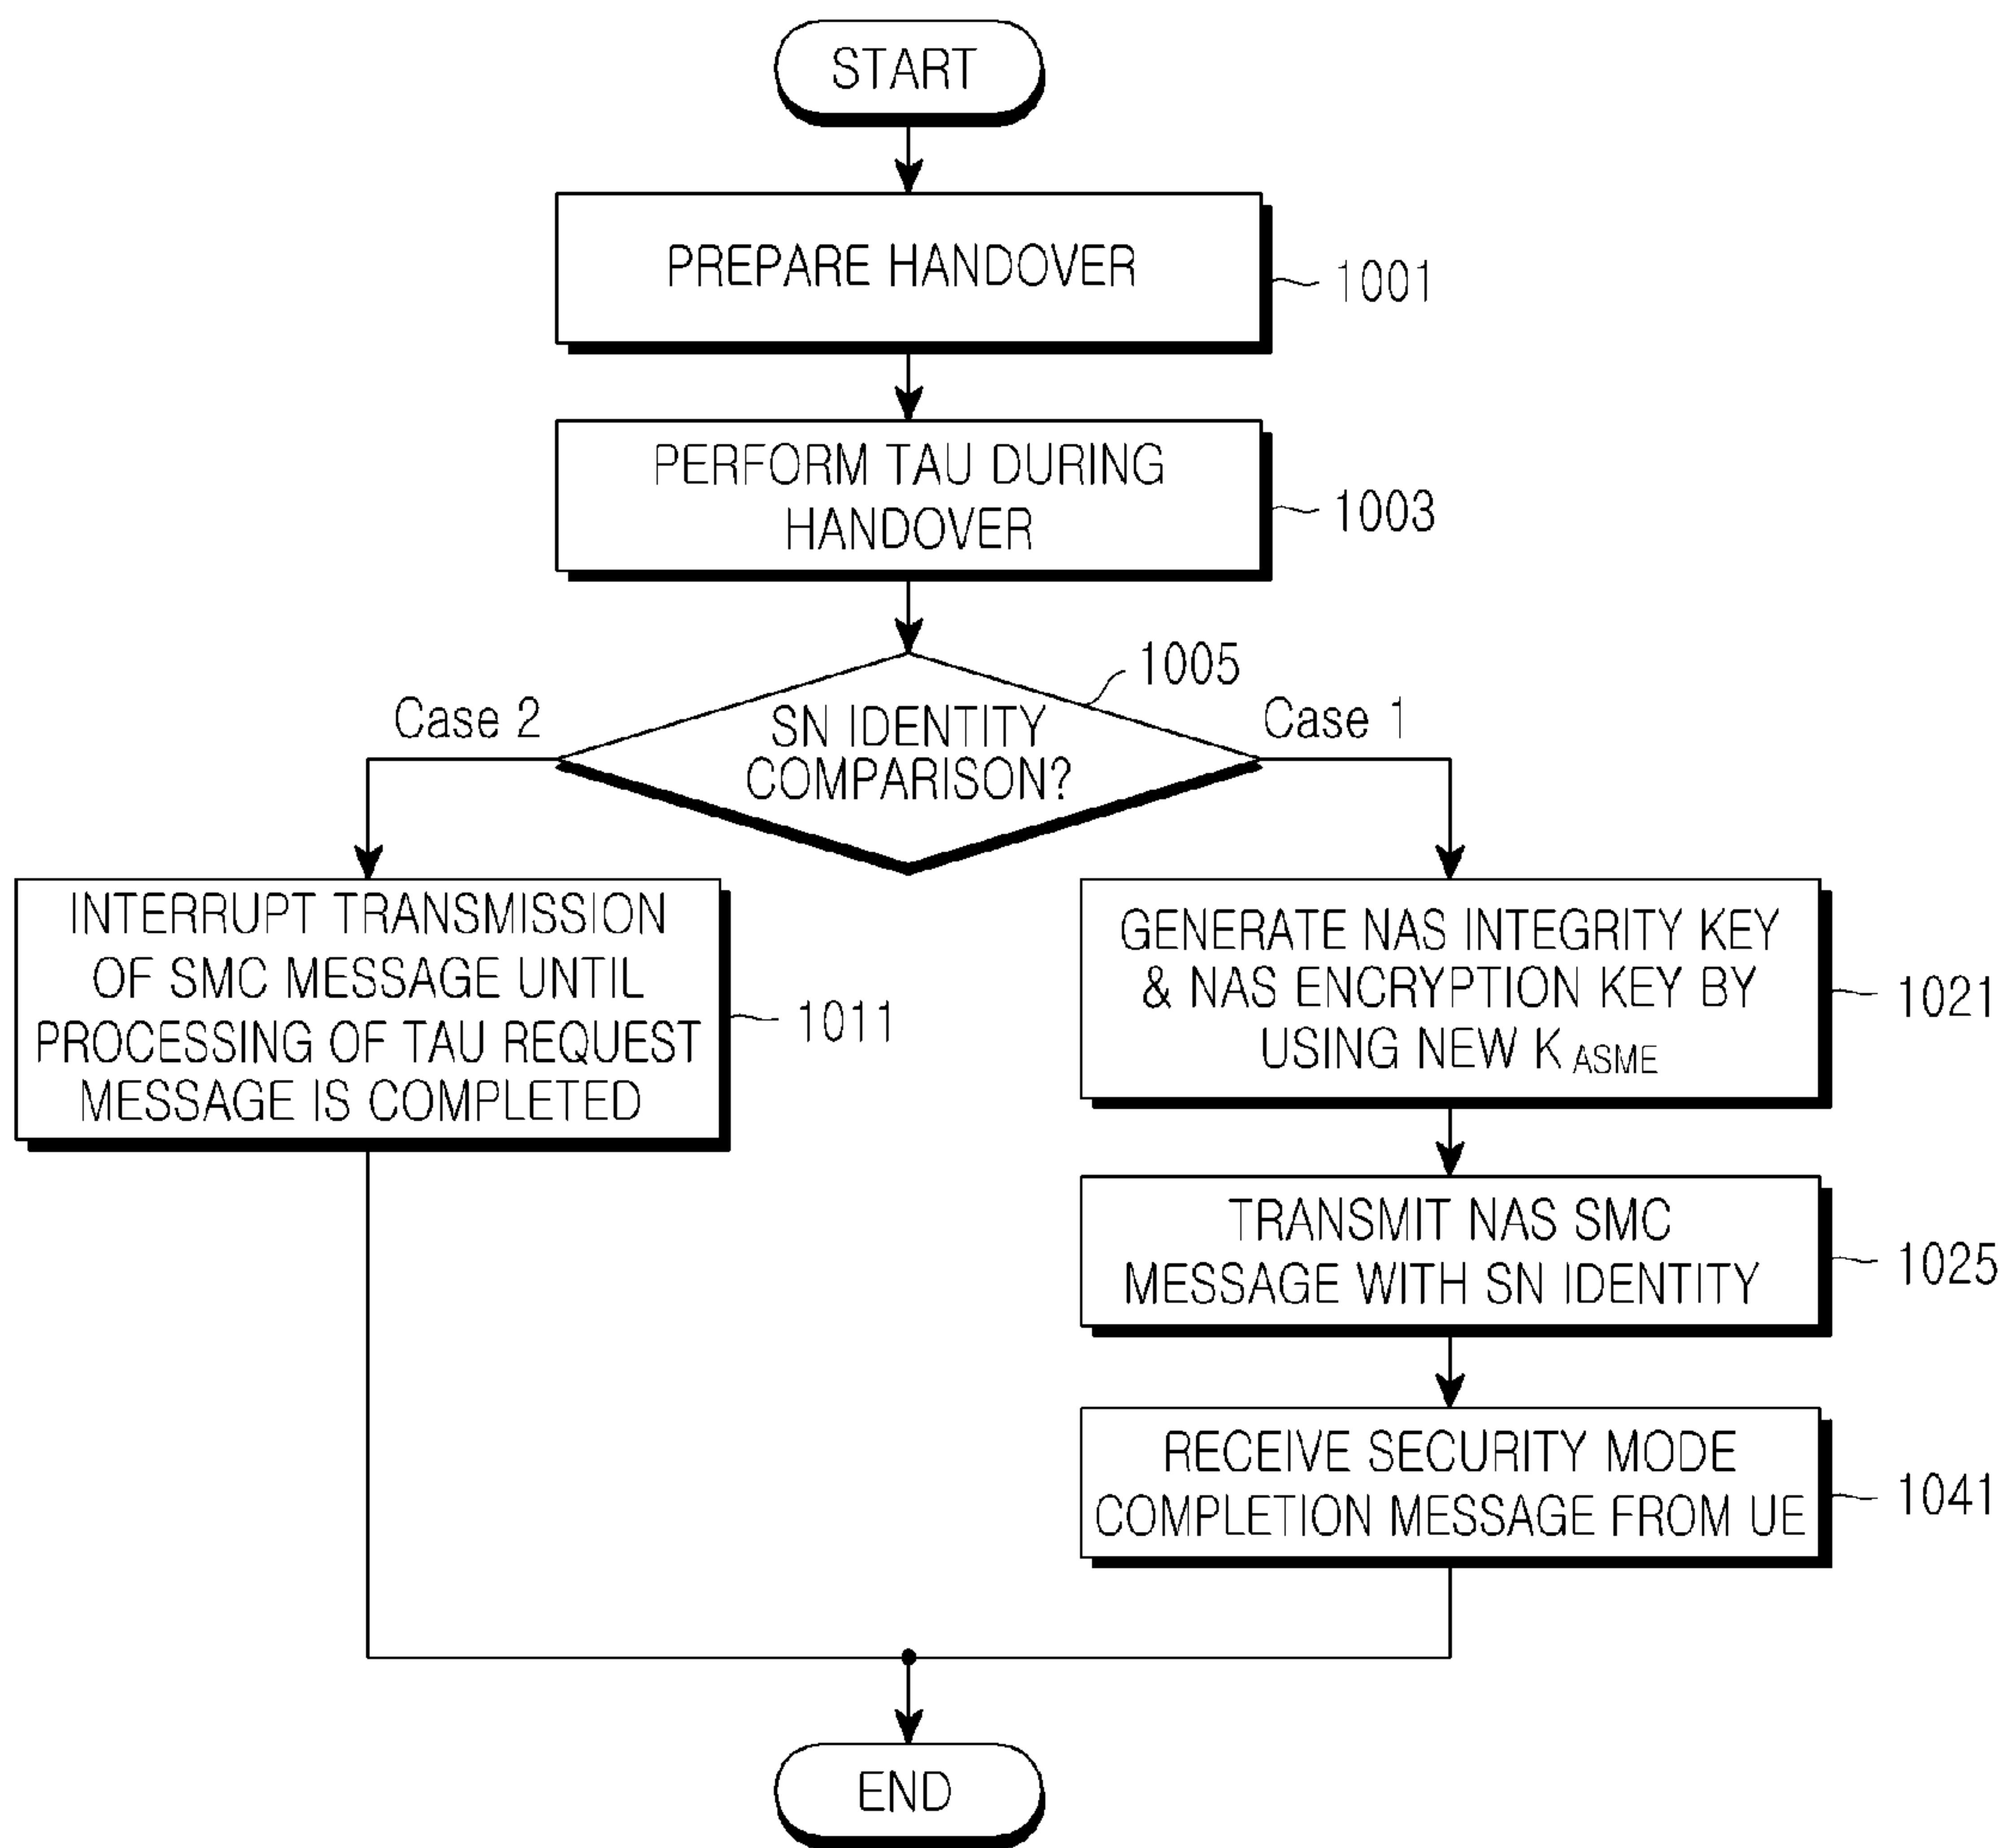 START
PREPARE HANDOVER
1001
PERFORM TAU DURING
HANDOVER
1003
1005
SN IDENTITY
COMPARISON?
Case 2
Case 1
INTERRUPT TRANSMISSION
OF SMC MESSAGE UNTIL
PROCESSING OF TAU REQUEST
MESSAGE IS COMPLETED
1011
GENERATE NAS INTEGRITY KEY
& NAS ENCRYPTION KEY BY
USING NEW K ASME
1021
TRANSMIT NAS SMC
MESSAGE WITH SN IDENTITY
1025
RECEIVE SECURITY MODE
COMPLETION MESSAGE FROM UE
1041
END